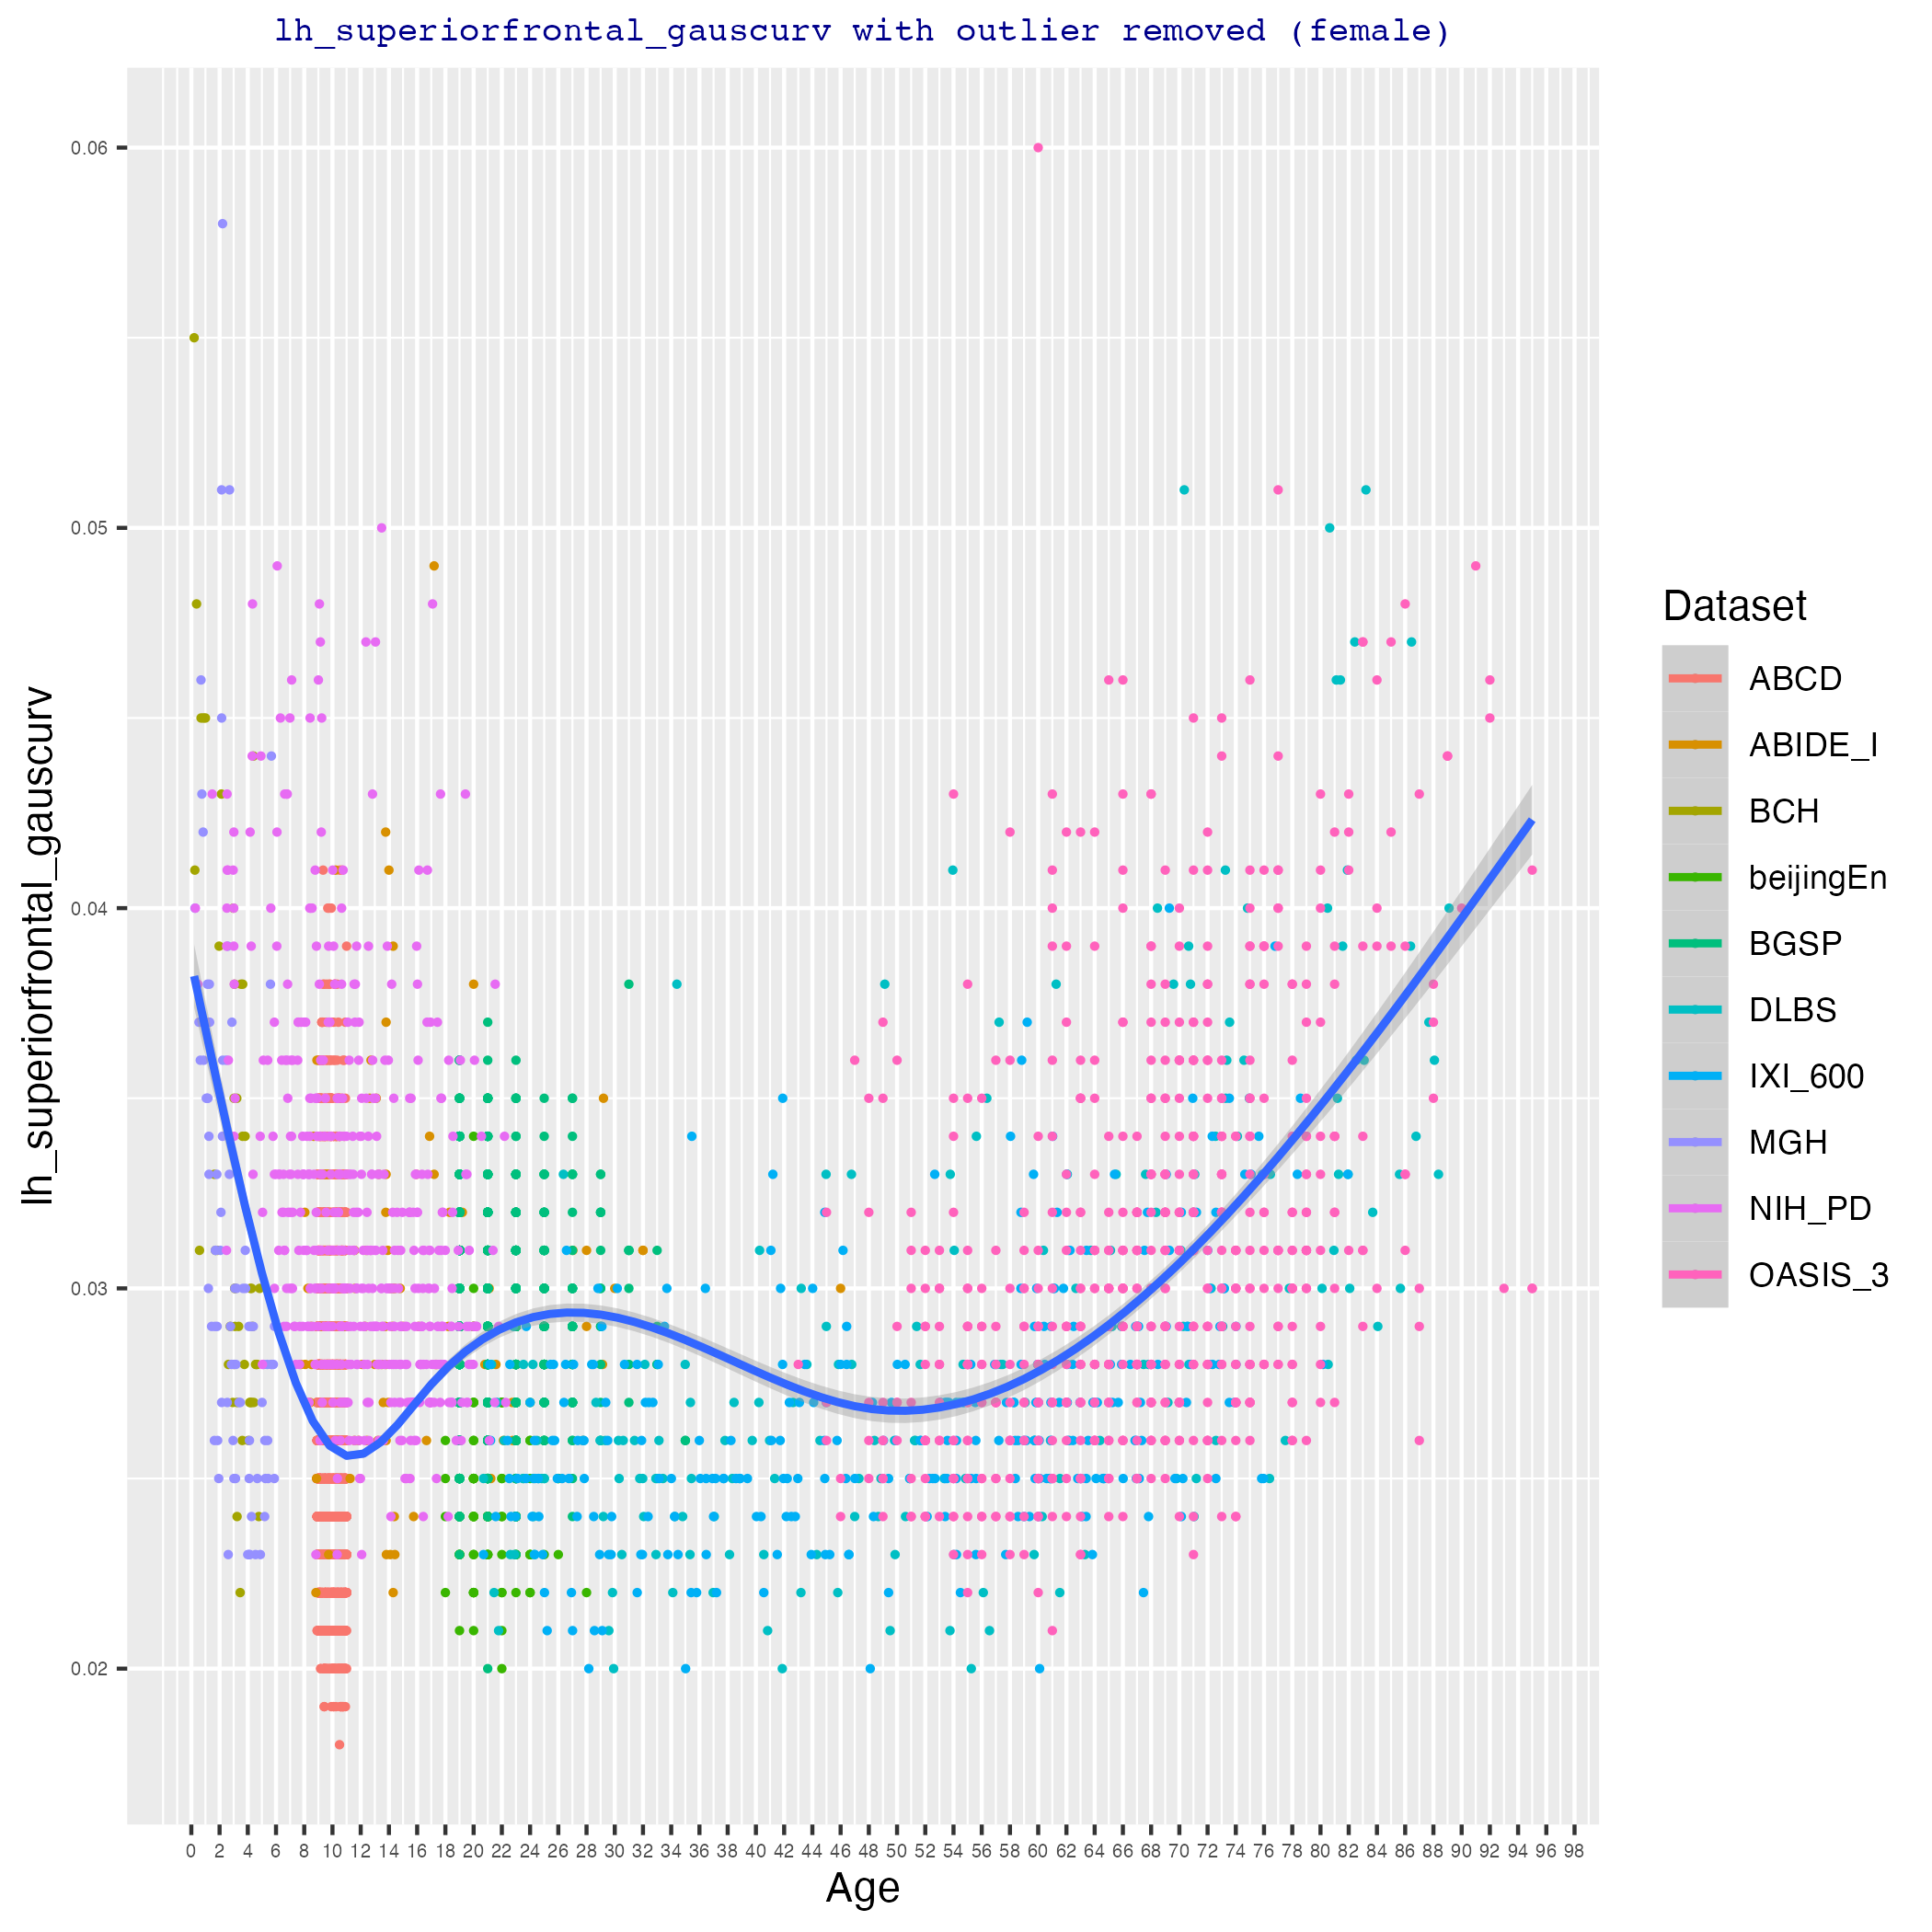 lh_superiorfrontal_gauscurv with outlier removed (female)
lh_superiorfrontal_gauscurv
0.06
0.05
0.04
0.03
0.02
0 2 4 6 8 10 12 14 16 18 20 22 24 26 28 30 32 34 36 38 40 42 44 46 48 50 52 54 56 58 60 62 64 66 68 70 72 74 76 78 80 82 84 86 88 90 92 94 96 98
Age
Dataset
ABCD
ABIDE_I
BCH
beijingEn
BGSP
DLBS
IXI_600
MGH
NIH_PD
OASIS_3